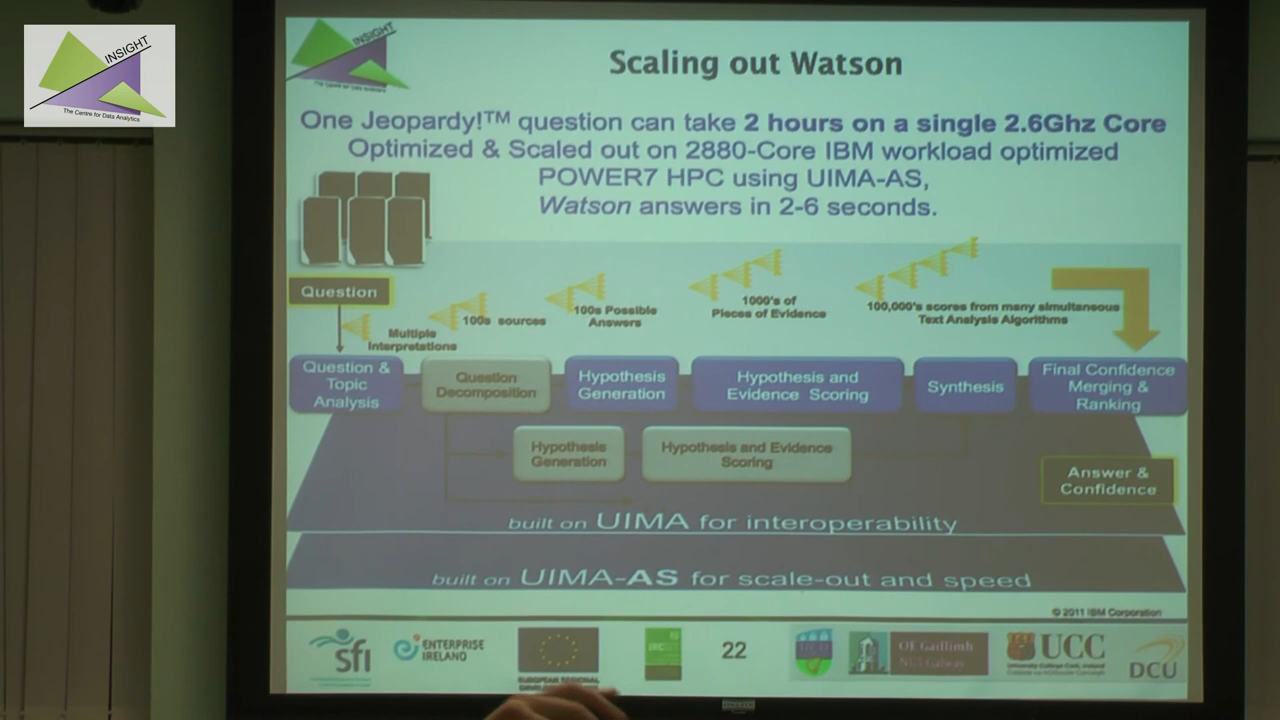 INSIGHT
The Centre for Data Analytics
INSIGHT
Scaling out Watson
One Jeopardy!™ question can take 2 hours on a single 2.6Ghz Core
Optimized & Scaled out on 2880-Core IBM workload optimized
POWER7 HPC using UIMA-AS,
Watson answers in 2-6 seconds.
Question
Multiple
Interpretations
100s sources
100s Possible
Answers
1000's of
Pieces of Evidence
100,000's scores from many simultaneous
Text Analysis Algorithms
Question &
Topic
Analysis
Question
Decomposition
Hypothesis
Generation
Hypothesis and
Evidence Scoring
Synthesis
Final Confidence
Merging &
Ranking
Hypothesis
Generation
Hypothesis and Evidence
Scoring
Answer &
Confidence
built on UIMA for interoperability
built on UIMA-AS for scale-out and speed
© 2011 IBM Corporation
sfi
ENTERPRISE
IRELAND
EUROPEAN REGIONAL
22
OÉ Gaillimh
NUI Galway
UCC
University College Cork, Ireland
DCU